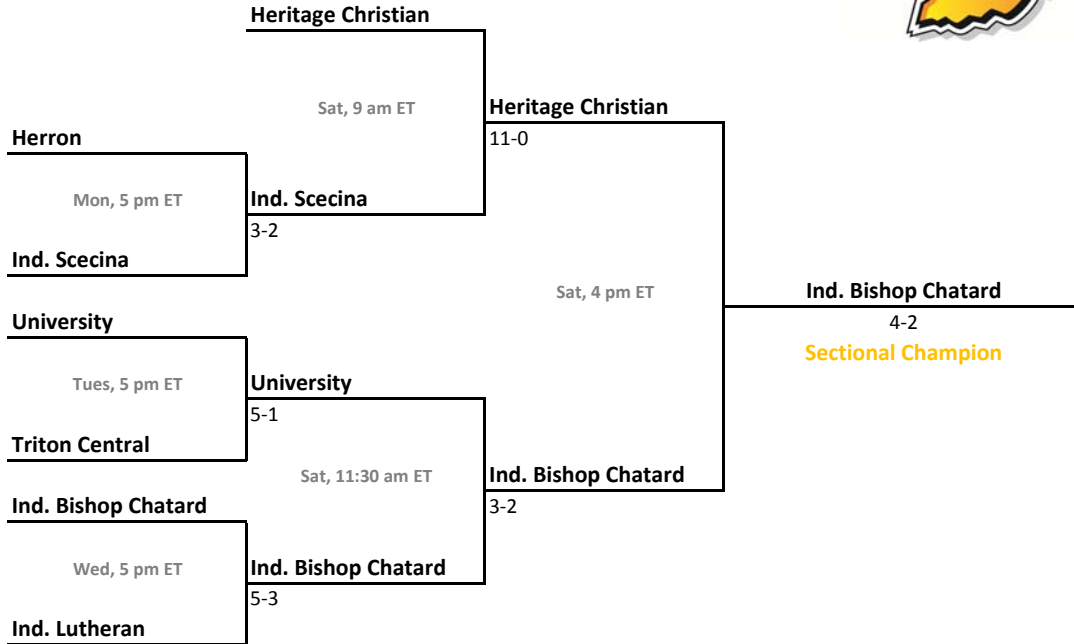 Heritage Christian
Sat, 9 am ET
Heritage Christian
11-0
Herron
Mon, 5 pm ET
Ind. Scecina
3-2
Ind. Scecina
Sat, 4 pm ET
Ind. Bishop Chatard
4-2
Sectional Champion
University
Tues, 5 pm ET
University
5-1
Triton Central
Sat, 11:30 am ET
Ind. Bishop Chatard
3-2
Ind. Bishop Chatard
Wed, 5 pm ET
Ind. Bishop Chatard
5-3
Ind. Lutheran